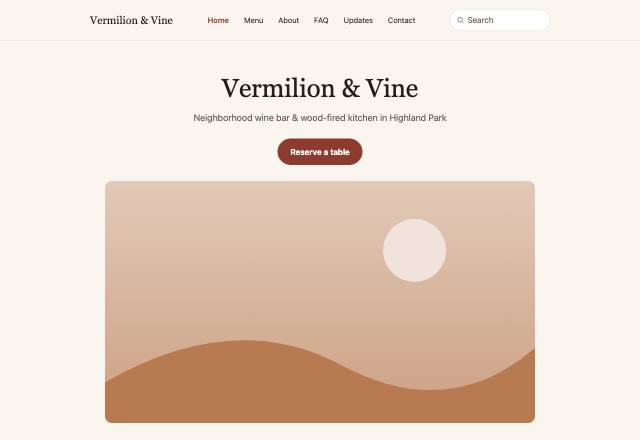 Vermilion & Vine
Home Menu About FAQ Updates Contact
Search
Vermilion & Vine
Neighborhood wine bar & wood-fired kitchen in Highland Park
Reserve a table